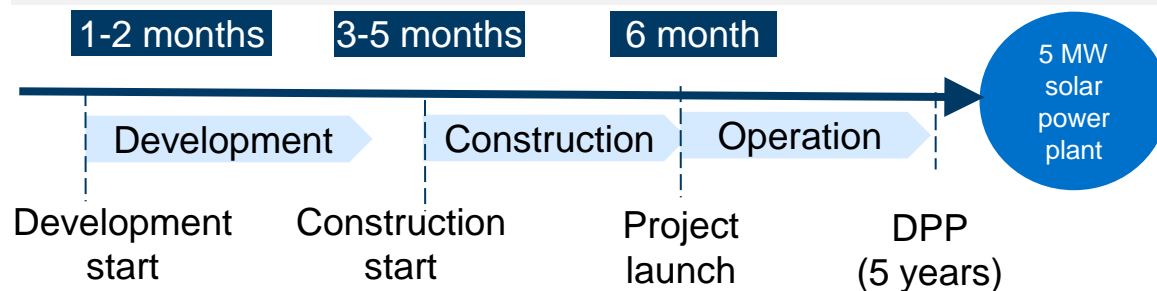 1-2 months
3-5 months
6 month
5 MW
solar
power
plant
Development
Construction
Operation
Development
start
Construction
start
Project
launch
DPP
(5 years)